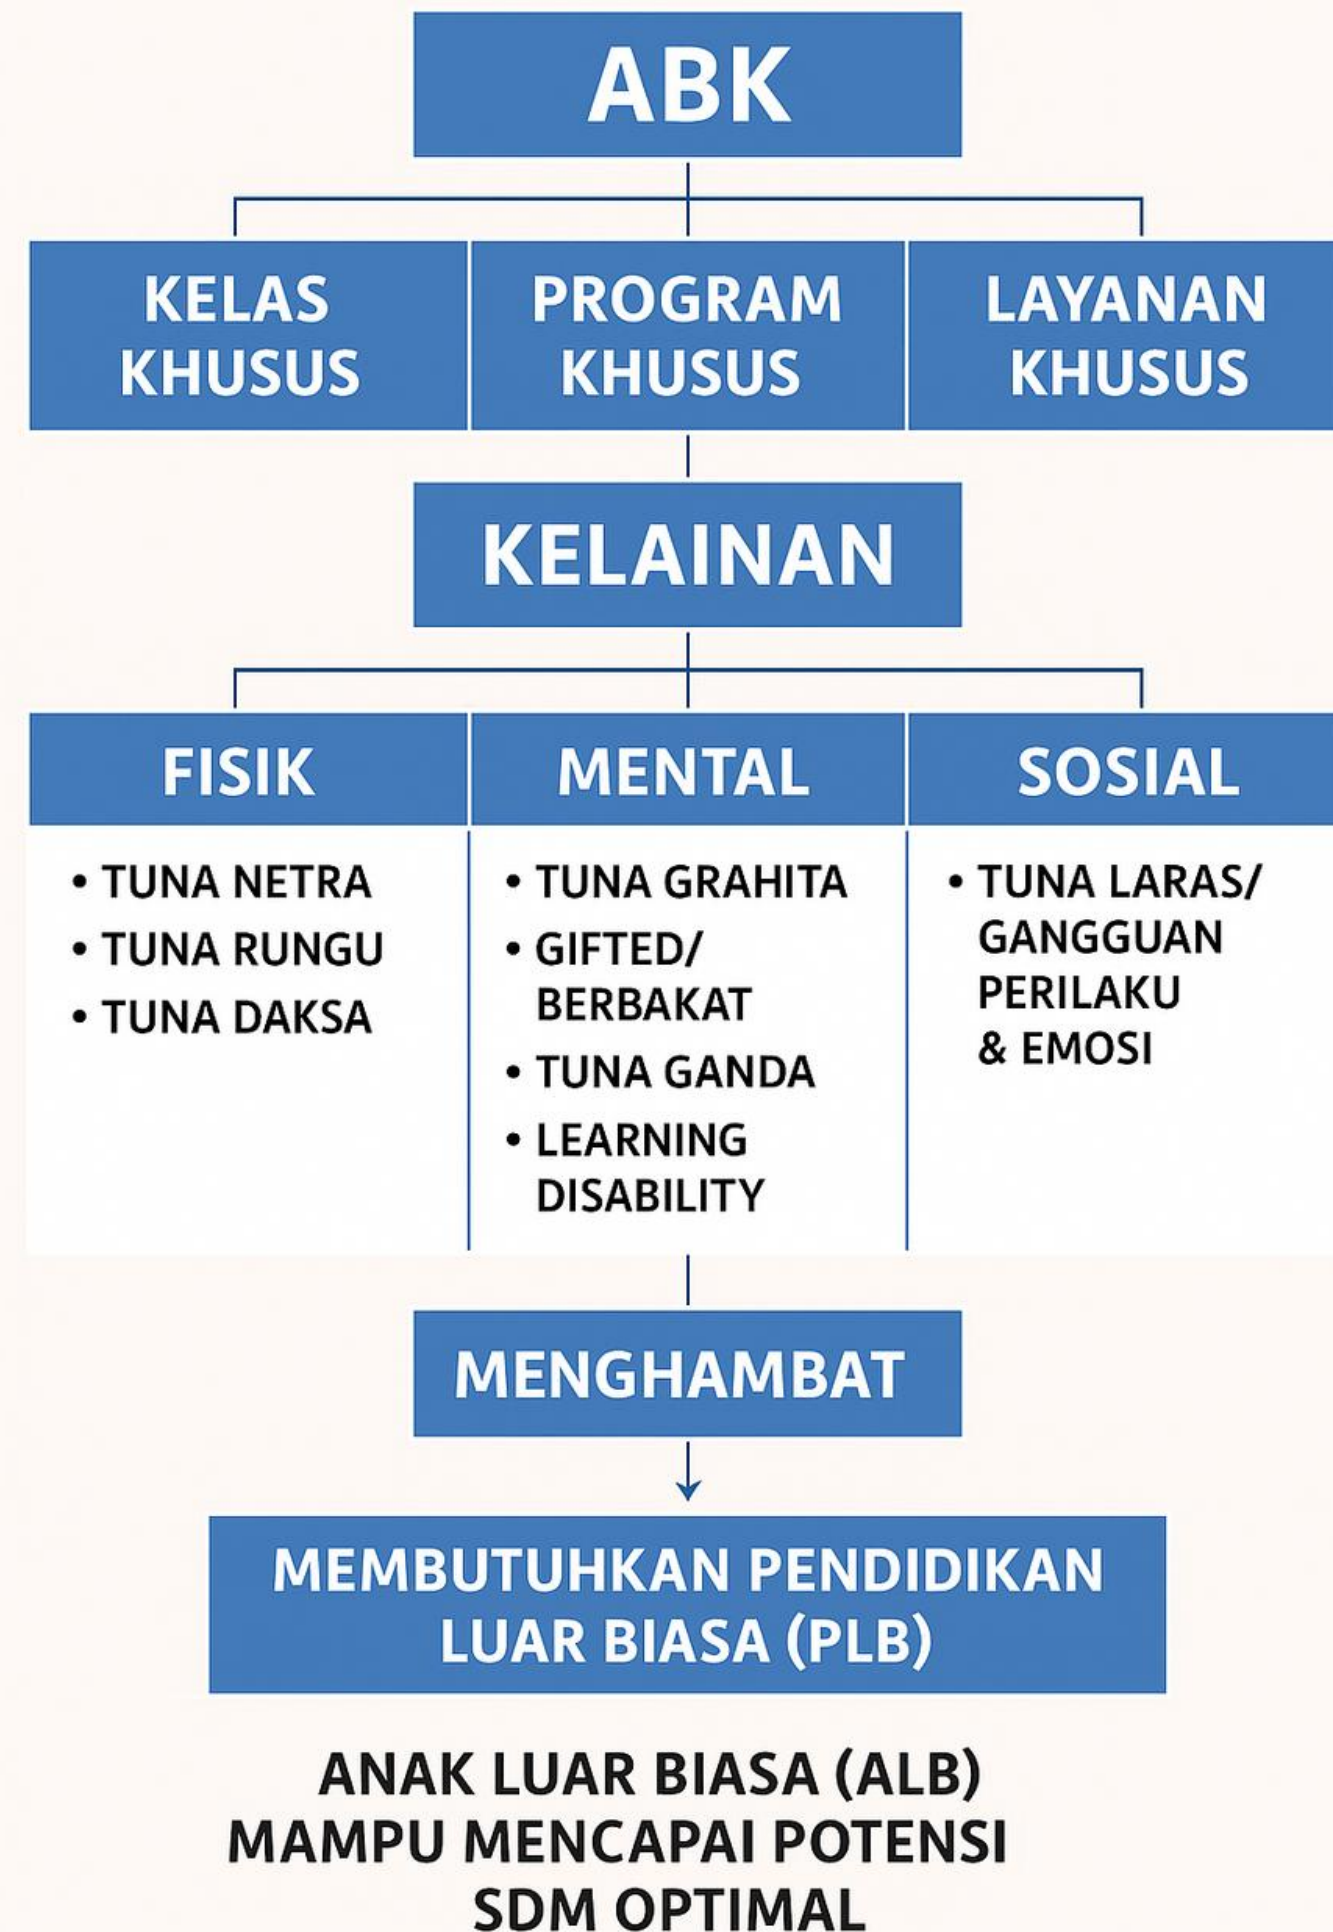 ABK
KELAS
KHUSUS
PROGRAM
KHUSUS
LAYANAN
KHUSUS
KELAINAN
FISIK
• TUNA NETRA
• TUNA RUNGU
• TUNA DAKSA
MENTAL
• TUNA GRAHITA
• GIFTED/
BERBAKAT
• TUNA GANDA
• LEARNING
DISABILITY
SOSIAL
• TUNA LARAS/
GANGGUAN
PERILAKU
& EMOSI
MENGHAMBAT
MEMBUTUHKAN PENDIDIKAN
LUAR BIASA (PLB)
ANAK LUAR BIASA (ALB)
MAMPU MENCAPAI POTENSI
SDM OPTIMAL